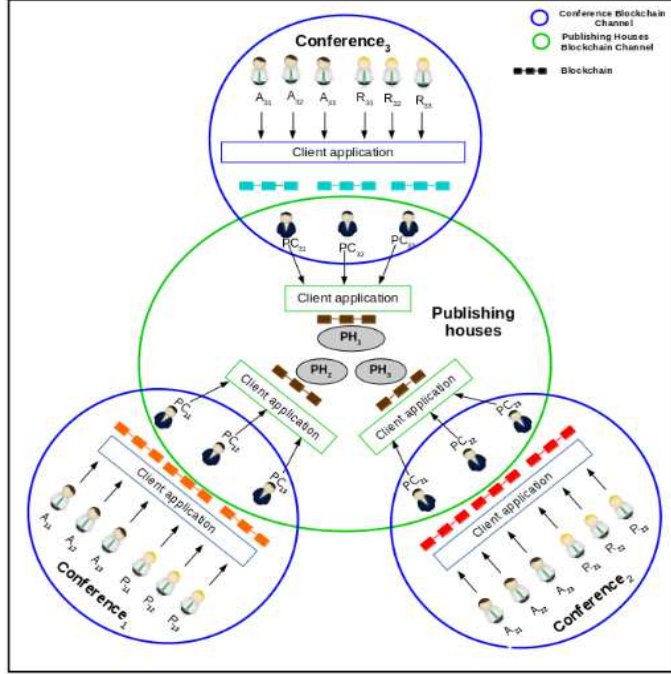 Conference Blockchain
Channel
Publishing Houses
Blockchain Channel
Blockchain
Conference₃
A₃₁ A₃₂ A₃₃ R₃₁ R₃₂ R₃₃
Client application
PC₃₁ PC₃₂ PC₃₃
Client application
Publishing
houses
PH₁
PH₂ PH₃
Client application
Client application
PC₁₁ PC₁₂ PC₁₃
PC₂₁ PC₂₂ PC₂₃
Client application
Client application
A₁₁ A₁₂ A₁₃ R₁₁ R₁₂ R₁₃
A₂₁ A₂₂ A₂₃ R₂₁ R₂₂ R₂₃
Conference₁
Conference₂